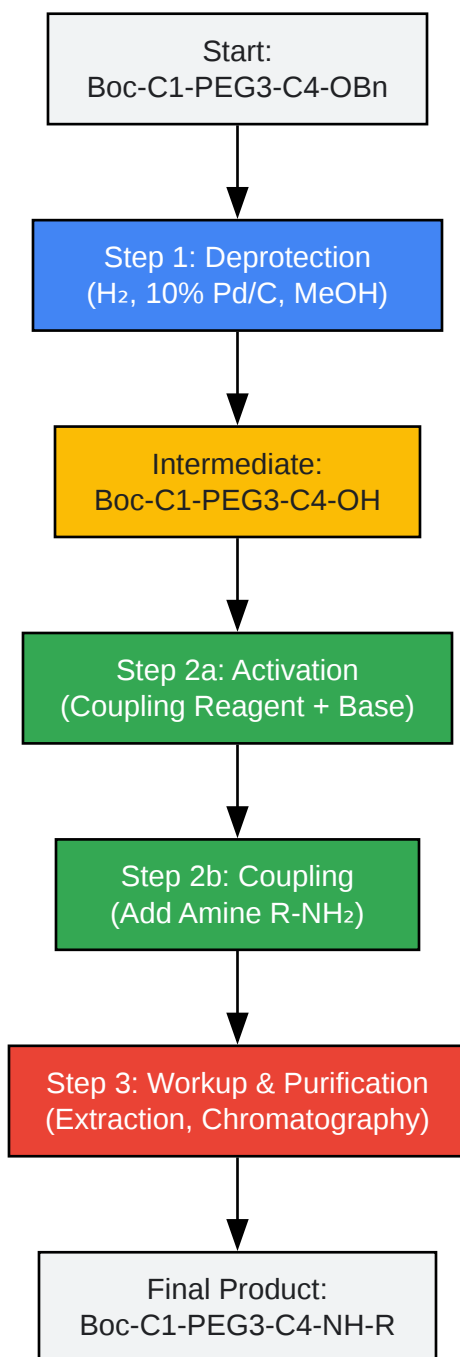 Start:
Boc-C1-PEG3-C4-OBn
Step 1: Deprotection
(H₂, 10% Pd/C, MeOH)
Intermediate:
Boc-C1-PEG3-C4-OH
Step 2a: Activation
(Coupling Reagent + Base)
Step 2b: Coupling
(Add Amine R-NH₂)
Step 3: Workup & Purification
(Extraction, Chromatography)
Final Product:
Boc-C1-PEG3-C4-NH-R